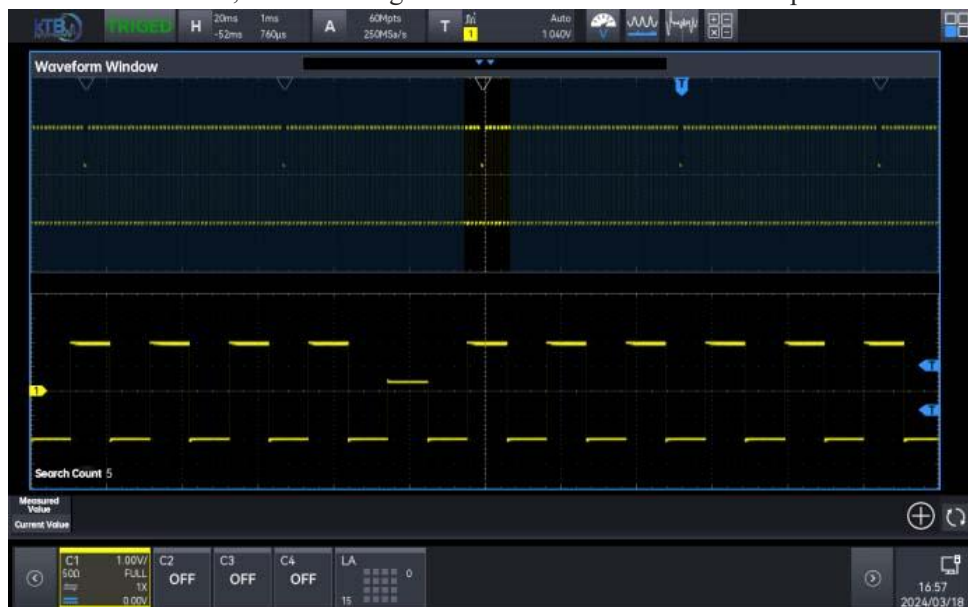 TRIGED
H
20ms 1ms
-52ms 760µs
A
60Mpts
250MSa/s
T
1
Auto
1.040V
Waveform Window
T
1
T
T
Search Count 5
Measured
Value
Current Value
C1 1.00V/
50Ω FULL
1X
0.00V
C2
OFF
C3
OFF
C4
OFF
LA
0
15
16:57
2024/03/18